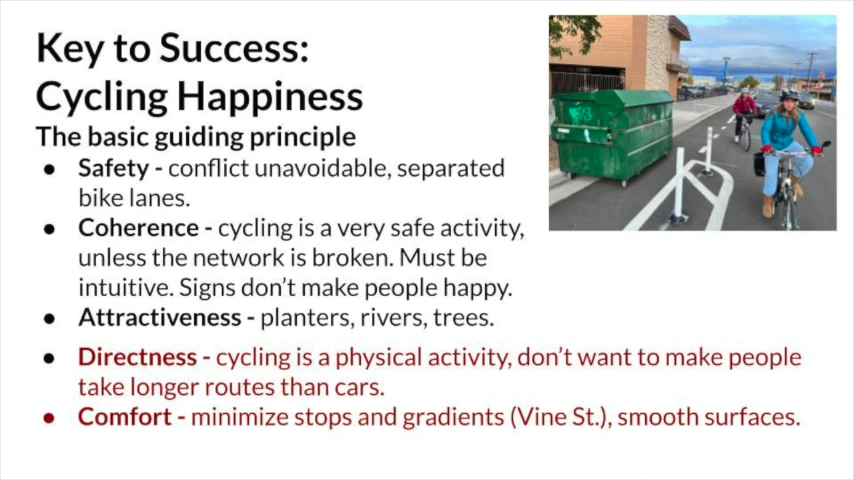 Key to Success:
Cycling Happiness
The basic guiding principle
● Safety - conflict unavoidable, separated
bike lanes.
● Coherence - cycling is a very safe activity,
unless the network is broken. Must be
intuitive. Signs don’t make people happy.
● Attractiveness - planters, rivers, trees.
● Directness - cycling is a physical activity, don’t want to make people
take longer routes than cars.
● Comfort - minimize stops and gradients (Vine St.), smooth surfaces.